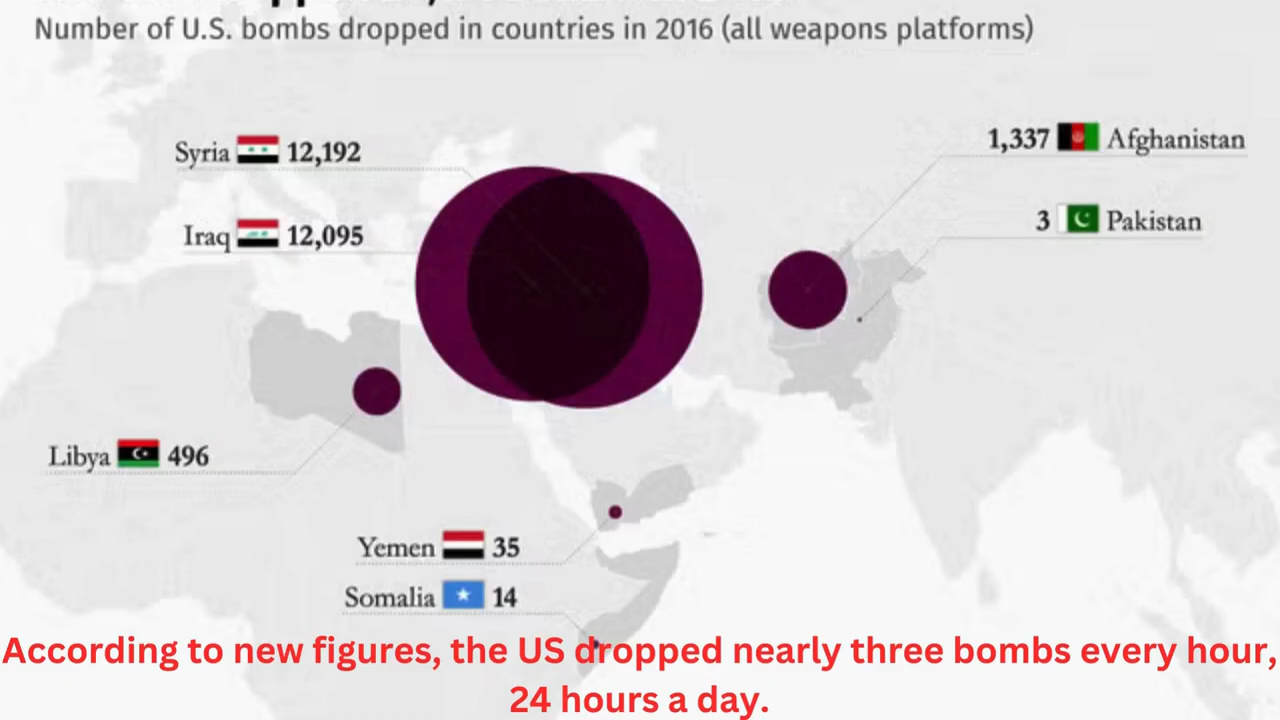 Number of U.S. bombs dropped in countries in 2016 (all weapons platforms)
Syria 12,192
1,337 Afghanistan
Iraq 12,095
3 Pakistan
Libya 496
Yemen 35
Somalia 14
According to new figures, the US dropped nearly three bombs every hour,
24 hours a day.